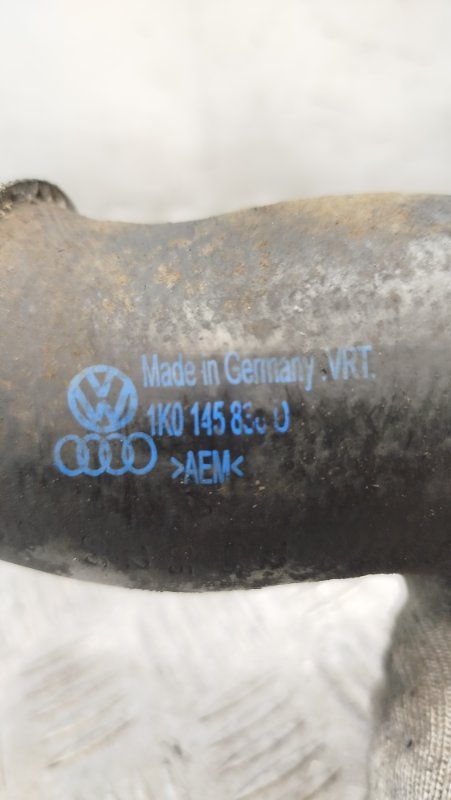 Made in Germany .VRT.
1K0 145
>AEM<